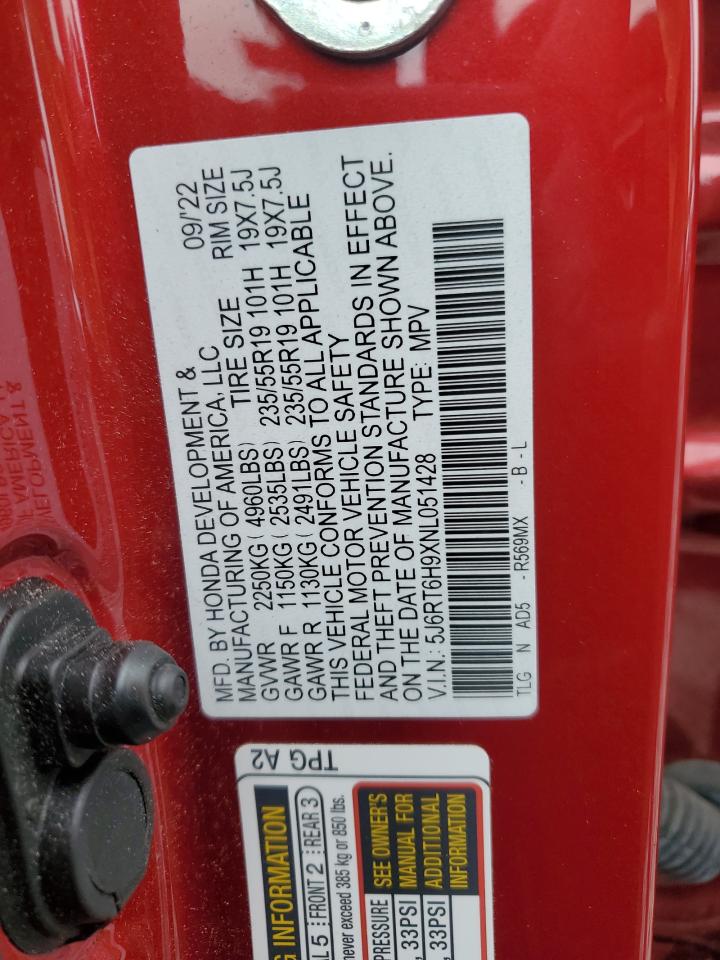 MFD. BY HONDA DEVELOPMENT & 09/'22
MANUFACTURING OF AMERICA, LLC TIRE SIZE RIM SIZE
GVWR 2250KG ( 4960LBS)
GAWR F 1150KG ( 2535LBS) 235/55R19 101H 19X7.5J
GAWR R 1130KG ( 2491LBS) 235/55R19 101H 19X7.5J
THIS VEHICLE CONFORMS TO ALL APPLICABLE
FEDERAL MOTOR VEHICLE SAFETY
AND THEFT PREVENTION STANDARDS IN EFFECT
ON THE DATE OF MANUFACTURE SHOWN ABOVE.
V.I.N.: 5J6RT6H9XNL051428 TYPE: MPV
TLG N AD5 - R569MX - B - L
TPG A2
INFORMATION
5 FRONT 2 REAR 3
never exceed 385 kg or 850 lbs.
PRESSURE
33PSI
33PSI
SEE OWNER'S
MANUAL FOR
ADDITIONAL
INFORMATION